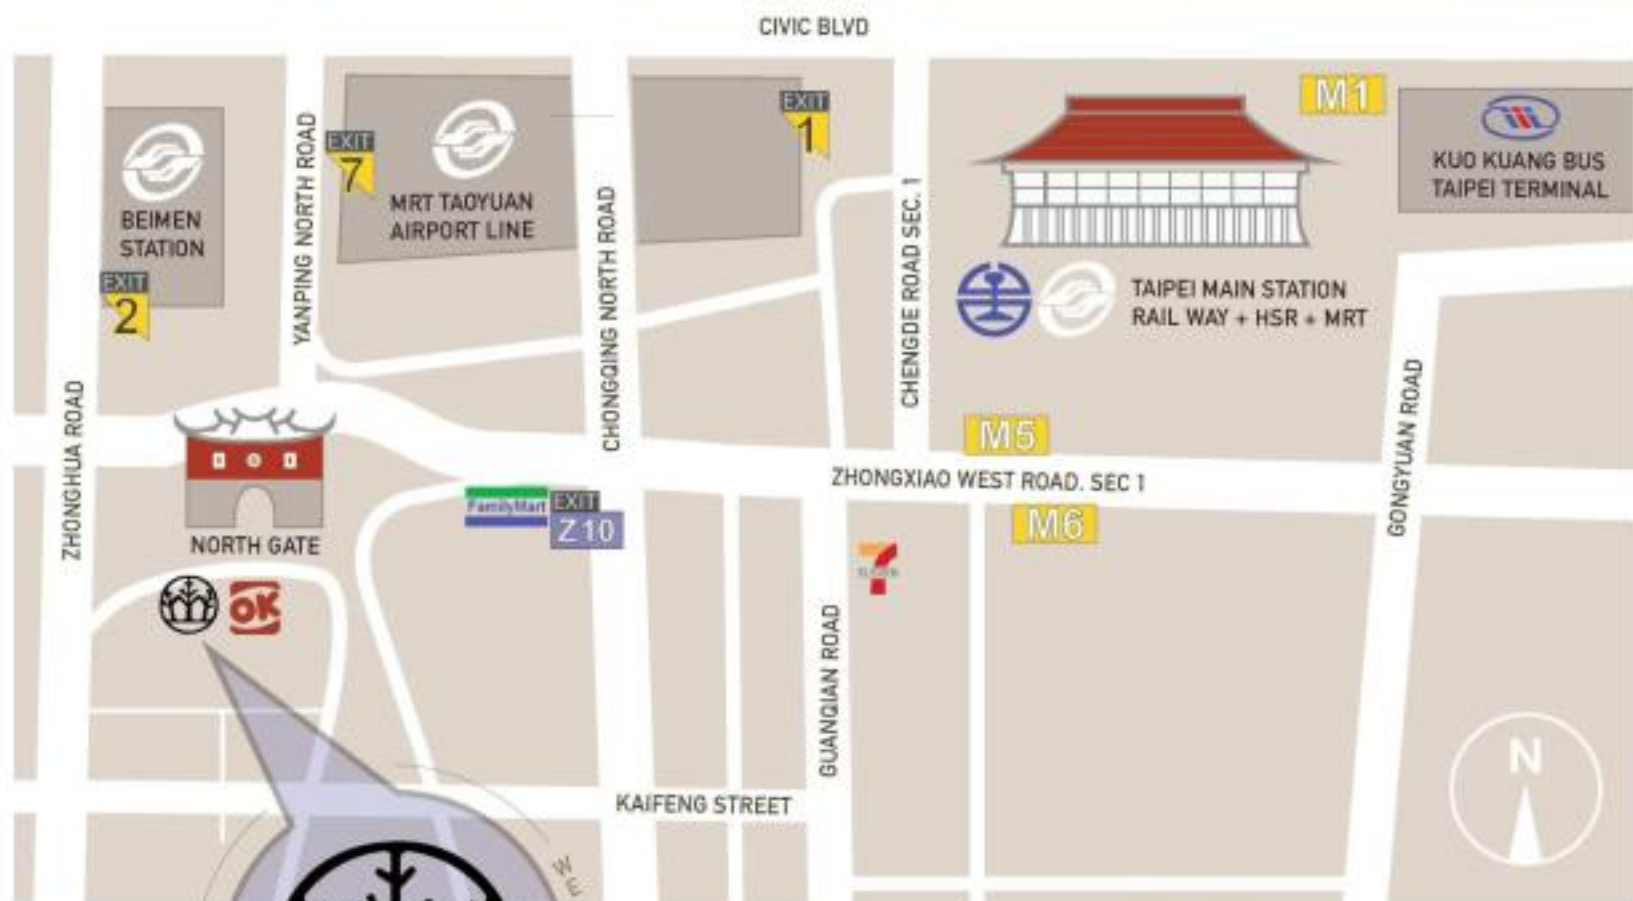 CIVIC BLVD
M1
EXIT
1
EXIT
7
MRT TAOYUAN
AIRPORT LINE
BEIMEN
STATION
EXIT
2
KUO KUANG BUS
TAIPEI TERMINAL
YANPING NORTH ROAD
CHONGQING NORTH ROAD
CHENGDE ROAD SEC. 1
TAIPEI MAIN STATION
RAIL WAY + HSR + MRT
ZHONGHUA ROAD
GONGYUAN ROAD
M5
ZHONGXIAO WEST ROAD. SEC 1
M6
FamilyMart
EXIT
Z10
NORTH GATE
OK
7
GUANQIAN ROAD
KAIFENG STREET
N